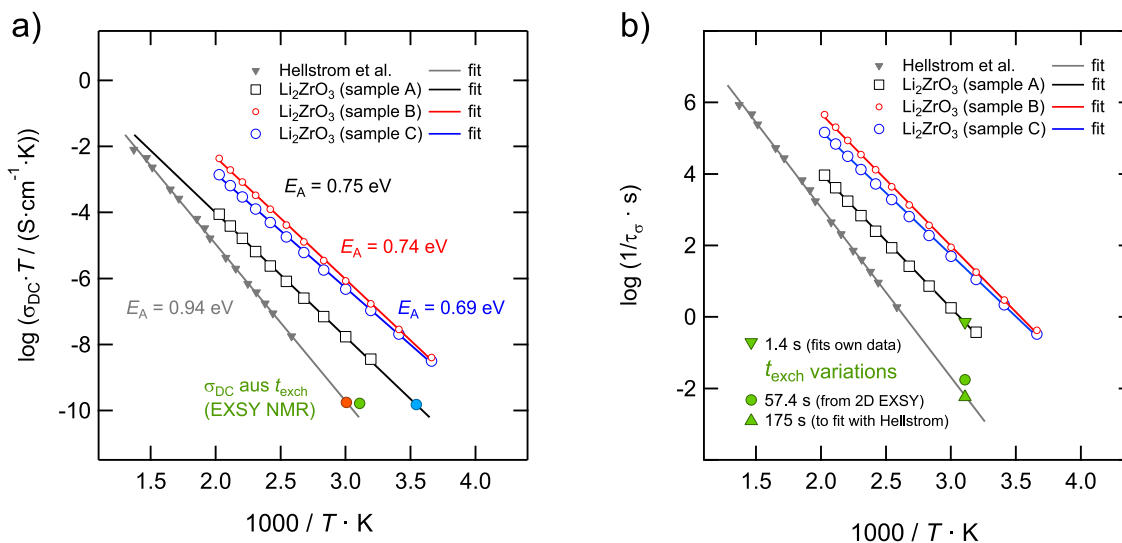 a)
log (σDC· T / (S·cm⁻¹·K))
0
-2
-4
-6
-8
-10
Hellstrom et al. fit
Li₂ZrO₃ (sample A) fit
Li₂ZrO₃ (sample B) fit
Li₂ZrO₃ (sample C) fit
EA = 0.75 eV
EA = 0.74 eV
EA = 0.69 eV
EA = 0.94 eV
σDC aus texch
(EXSY NMR)
1.5 2.0 2.5 3.0 3.5 4.0
1000 / T · K
b)
log (1/τσ · s)
6
4
2
0
-2
Hellstrom et al. fit
Li₂ZrO₃ (sample A) fit
Li₂ZrO₃ (sample B) fit
Li₂ZrO₃ (sample C) fit
1.4 s (fits own data)
texch variations
57.4 s (from 2D EXSY)
175 s (to fit with Hellstrom)
1.5 2.0 2.5 3.0 3.5 4.0
1000 / T · K